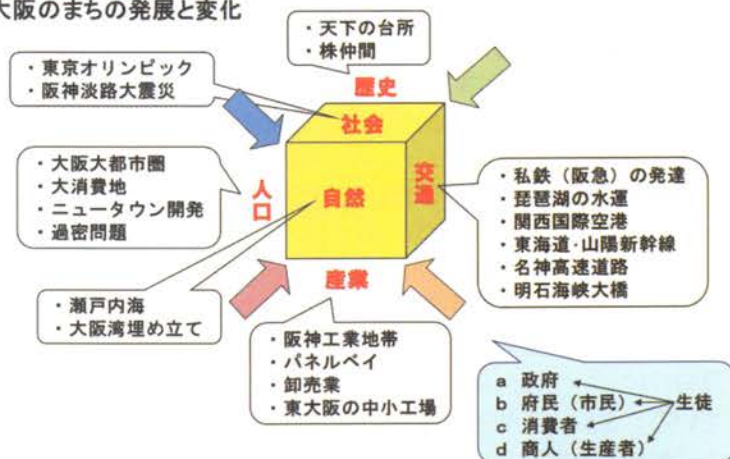 大阪のまちの発展と変化
・天下の台所
・株仲間
・東京オリンピック
・阪神淡路大震災
歴史
社会
・大阪大都市圏
・大消費地
・ニュータウン開発
・過密問題
人口
自然
交通
・私鉄(阪急)の発達
・琵琶湖の水運
・関西国際空港
・東海道・山陽新幹線
・名神高速道路
・明石海峡大橋
産業
・瀬戸内海
・大阪湾埋め立て
・阪神工業地帯
・パネルベイ
・卸売業
・東大阪の中小工場
a 政府
b 府民(市民)
c 消費者
d 商人(生産者)
生徒